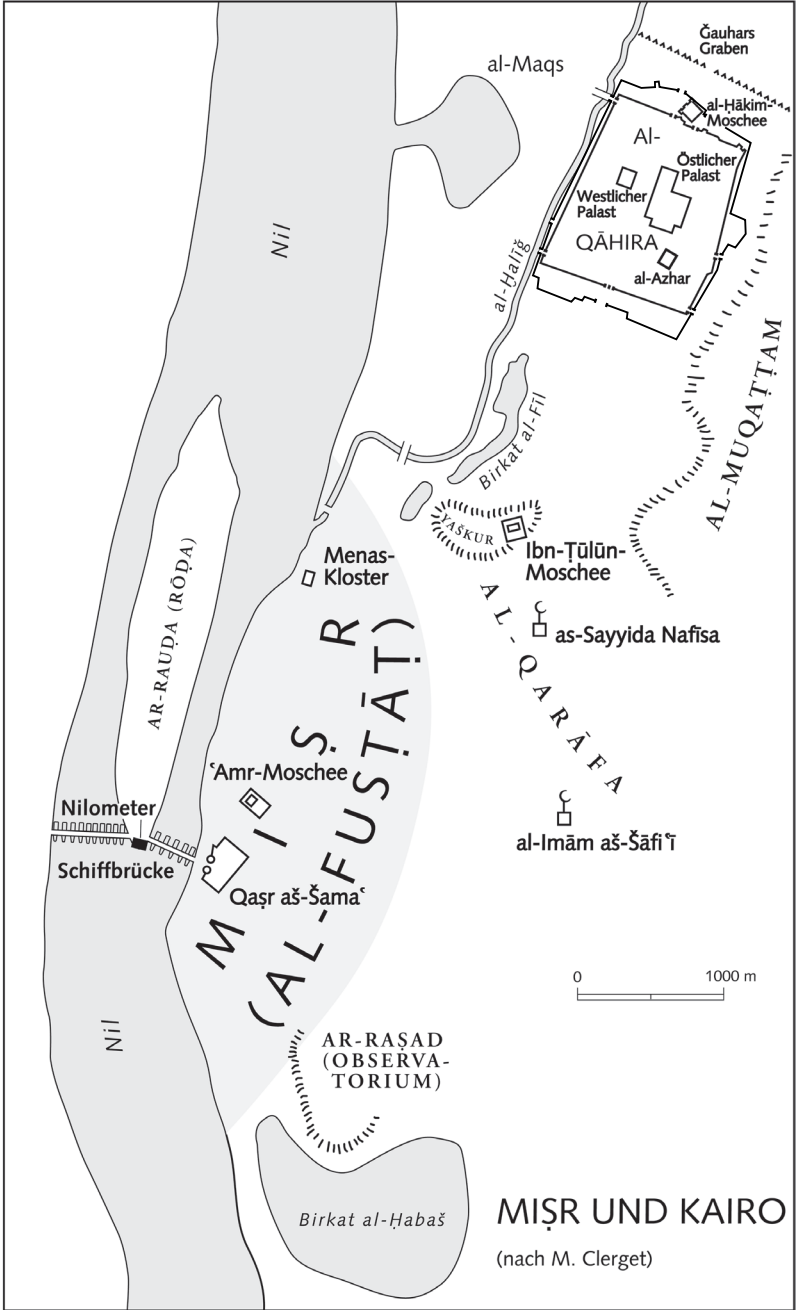 Ǧauhars
Graben
al-Maqs
al-Ḥākim-
Moschee
Al-
Östlicher
Palast
Westlicher
Palast
QĀHIRA
al-Azhar
Nil
al-Ḫalīǧ
AL-MUQAṬṬAM
Birkat al-Fīl
YAŠKUR
Ibn-Ṭūlūn-
Moschee
Menas-
Kloster
AR-RAUḌA (RŌḌA)
as-Sayyida Nafīsa
AL-QARĀFA
MIṢR
(AL-FUSṬĀṬ)
ʿAmr-Moschee
Nilometer
Schiffbrücke
al-Imām aš-Šāfiʿī
Qaṣr aš-Šamaʿ
0 1000 m
Nil
AR-RAṢAD
(OBSERVA-
TORIUM)
Birkat al-Ḥabaš
MIṢR UND KAIRO
(nach M. Clerget)